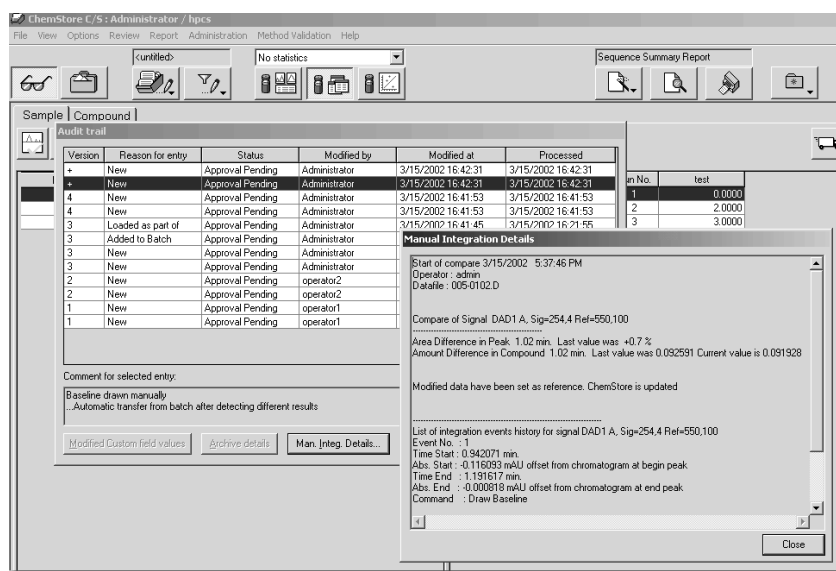 ChemStore C/S : Administrator / hpcs
File View Options Review Report Administration Method Validation Help
<untitled>
No statistics
Sequence Summary Report
Sample
Compound
Audit trail
Version Reason for entry Status Modified by Modified at Processed
+ New Approval Pending Administrator 3/15/2002 16:42:31 3/15/2002 16:42:31
+ New Approval Pending Administrator 3/15/2002 16:42:31 3/15/2002 16:42:31
4 New Approval Pending Administrator 3/15/2002 16:41:53 3/15/2002 16:41:53
4 New Approval Pending Administrator 3/15/2002 16:41:53 3/15/2002 16:41:53
3 Loaded as part of Approval Pending Administrator 3/15/2002 16:41:45 3/15/2002 16:21:55
3 Added to Batch Approval Pending Administrator
3 New Approval Pending Administrator
3 New Approval Pending Administrator
2 New Approval Pending operator2
2 New Approval Pending operator2
1 New Approval Pending operator1
1 New Approval Pending operator1
Comment for selected entry:
Baseline drawn manually
...Automatic transfer from batch after detecting different results
Modified Custom field values
Archive details
Man. Integ. Details...
un No. test
1 0.0000
2 2.0000
3 3.0000
Manual Integration Details
Start of compare 3/15/2002 5:37:46 PM
Operator : admin
Datafile : 005-0102.D
Compare of Signal DAD1 A, Sig=254,4 Ref=550,100
Area Difference in Peak 1.02 min. Last value was +0.7 %
Amount Difference in Compound 1.02 min. Last value was 0.092591 Current value is 0.091928
Modified data have been set as reference. ChemStore is updated
List of integration events history for signal DAD1 A, Sig=254,4 Ref=550,100
Event No. : 1
Time Start : 0.942071 min.
Abs. Start : -0.116093 mAU offset from chromatogram at begin peak
Time End : 1.191617 min.
Abs. End : -0.000818 mAU offset from chromatogram at end peak
Command : Draw Baseline
Close